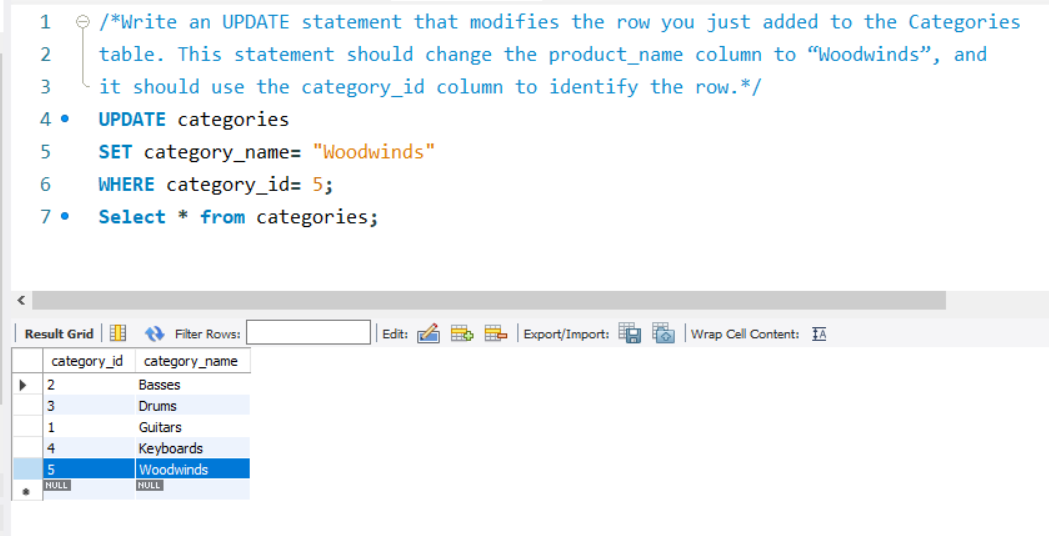 1 /*Write an UPDATE statement that modifies the row you just added to the Categories
2 table. This statement should change the product_name column to “Woodwinds”, and
3 it should use the category_id column to identify the row.*/
4 UPDATE categories
5 SET category_name= "Woodwinds"
6 WHERE category_id= 5;
7 Select * from categories;
Result Grid Filter Rows: Edit: Export/Import: Wrap Cell Content: IA
category_id category_name
2 Basses
3 Drums
1 Guitars
4 Keyboards
5 Woodwinds
NULL NULL